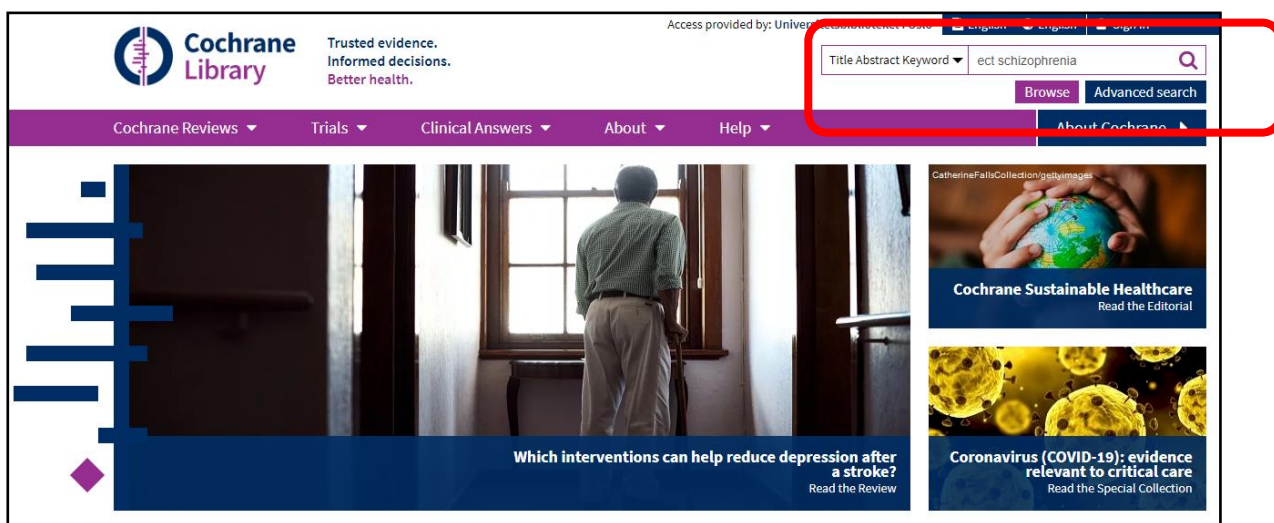 Access provided by: English English Sign In
Cochrane
Library
Trusted evidence.
Informed decisions.
Better health.
Title Abstract Keyword ect schizophrenia
Browse Advanced search
Cochrane Reviews Trials Clinical Answers About Help About Cochrane
CatherineFallsCollection/gettyimages
Cochrane Sustainable Healthcare
Read the Editorial
Which interventions can help reduce depression after
a stroke?
Read the Review
Coronavirus (COVID-19): evidence
relevant to critical care
Read the Special Collection